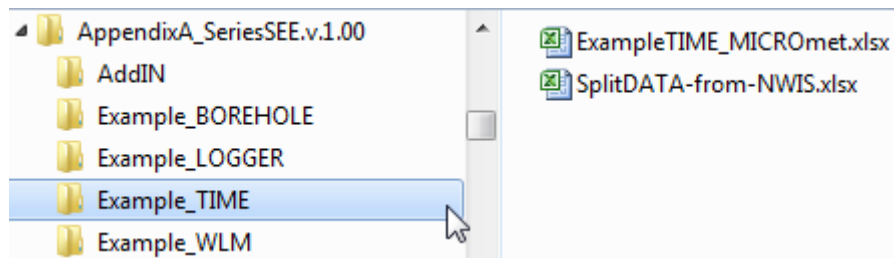 AppendixA_SeriesSEE.v.1.00
AddIN
Example_BOREHOLE
Example_LOGGER
Example_TIME
Example_WLM
ExampleTIME_MICROmet.xlsx
SplitDATA-from-NWIS.xlsx